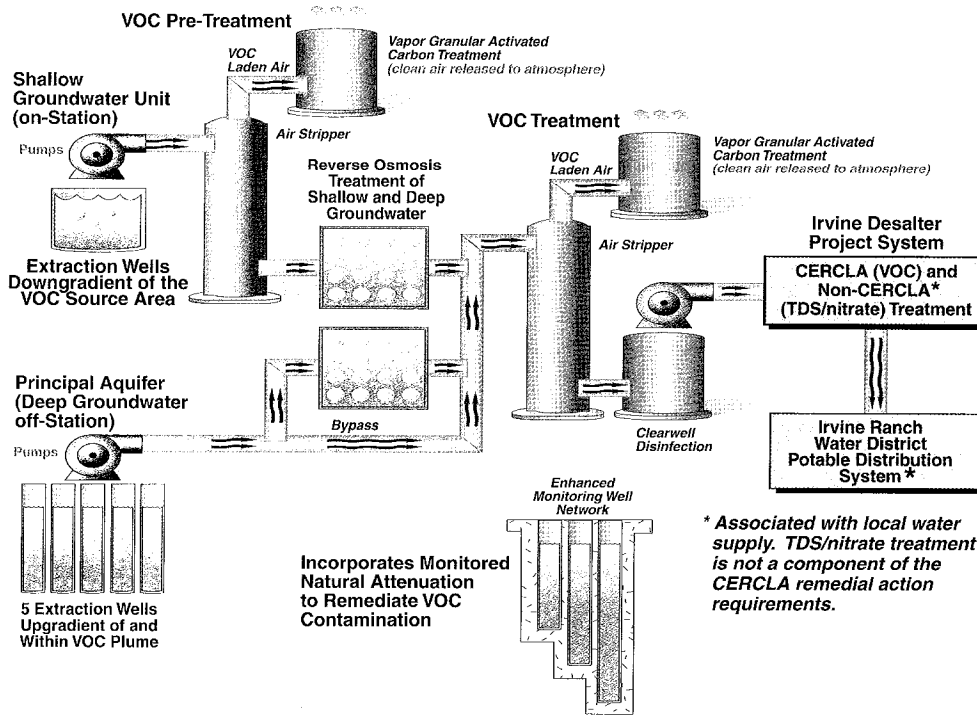 VOC Pre-Treatment
VOC
Laden Air
Vapor Granular Activated
Carbon Treatment
(clean air released to atmosphere)
Shallow
Groundwater Unit
(on-Station)
Pumps
Air Stripper
Extraction Wells
Downgradient of the
VOC Source Area
Reverse Osmosis
Treatment of
Shallow and Deep
Groundwater
VOC Treatment
VOC
Laden Air
Vapor Granular Activated
Carbon Treatment
(clean air released to atmosphere)
Air Stripper
Irvine Desalter
Project System
CERCLA (VOC) and
Non-CERCLA*
(TDS/nitrate) Treatment
Principal Aquifer
(Deep Groundwater
off-Station)
Pumps
Bypass
Clearwell
Disinfection
Irvine Ranch
Water District
Potable Distribution
System*
5 Extraction Wells
Upgradient of and
Within VOC Plume
Incorporates Monitored
Natural Attenuation
to Remediate VOC
Contamination
Enhanced
Monitoring Well
Network
* Associated with local water
supply. TDS/nitrate treatment
is not a component of the
CERCLA remedial action
requirements.